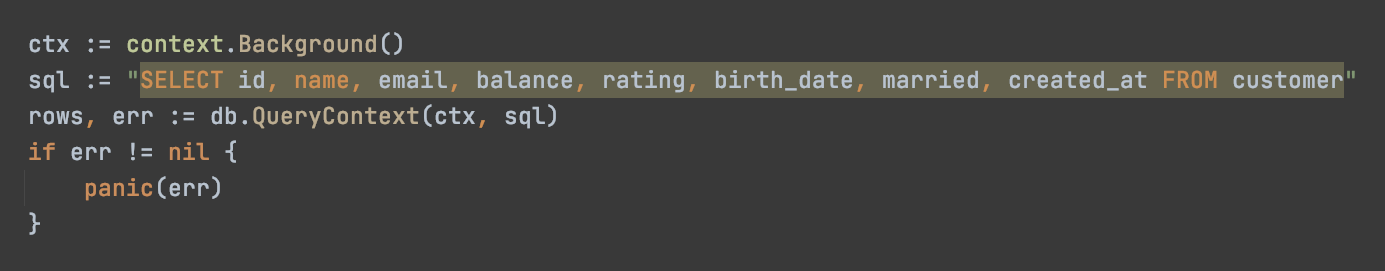 ctx := context.Background()
sql := "SELECT id, name, email, balance, rating, birth_date, married, created_at FROM customer"
rows, err := db.QueryContext(ctx, sql)
if err != nil {
    panic(err)
}